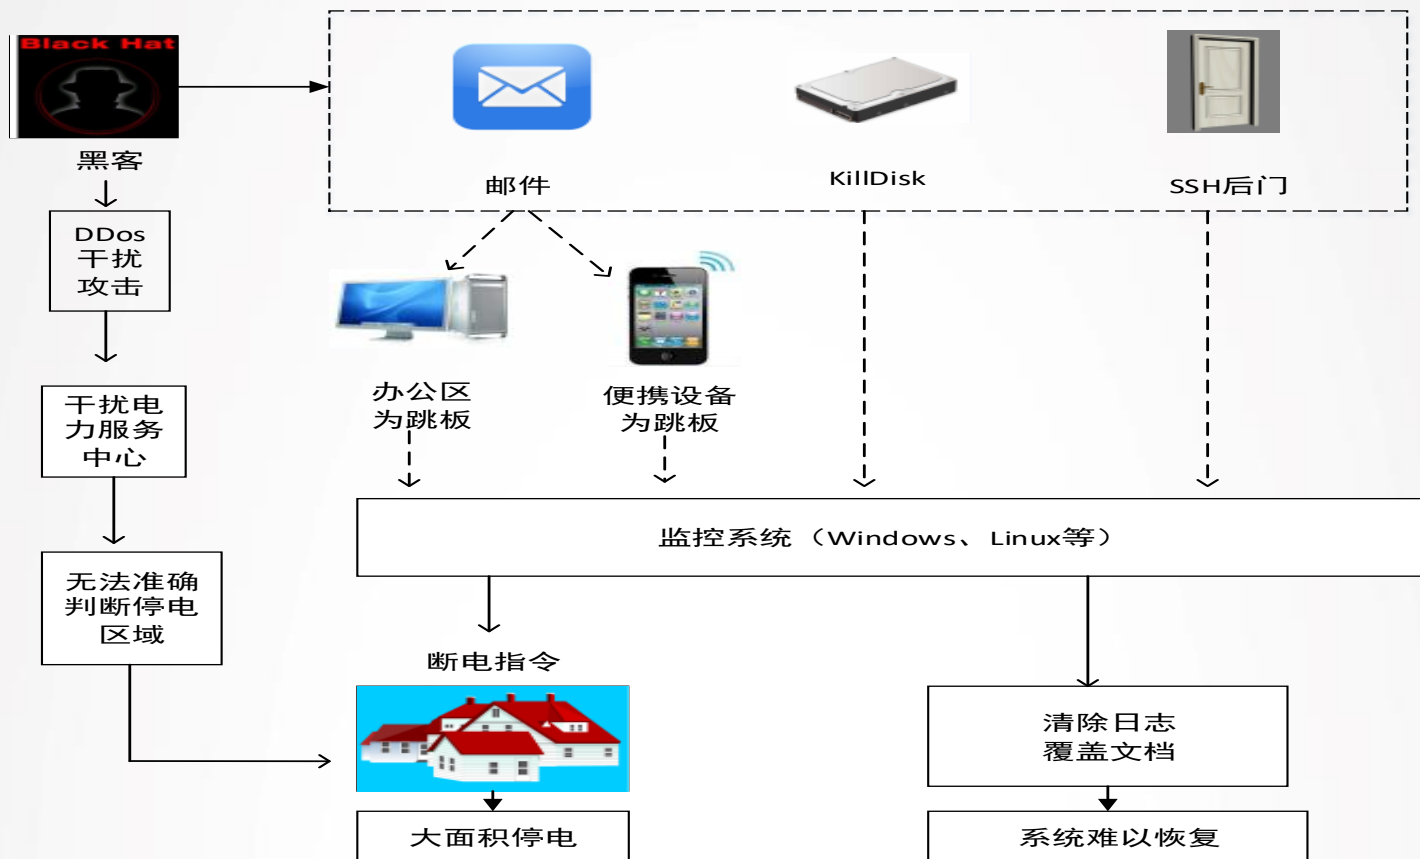 Black Hat
黑客
邮件
KillDisk
SSH后门
DDos
干扰
攻击
办公区
为跳板
便携设备
为跳板
干扰电
力服务
中心
监控系统（Windows、Linux等）
无法准确
判断停电
区域
断电指令
清除日志
覆盖文档
大面积停电
系统难以恢复